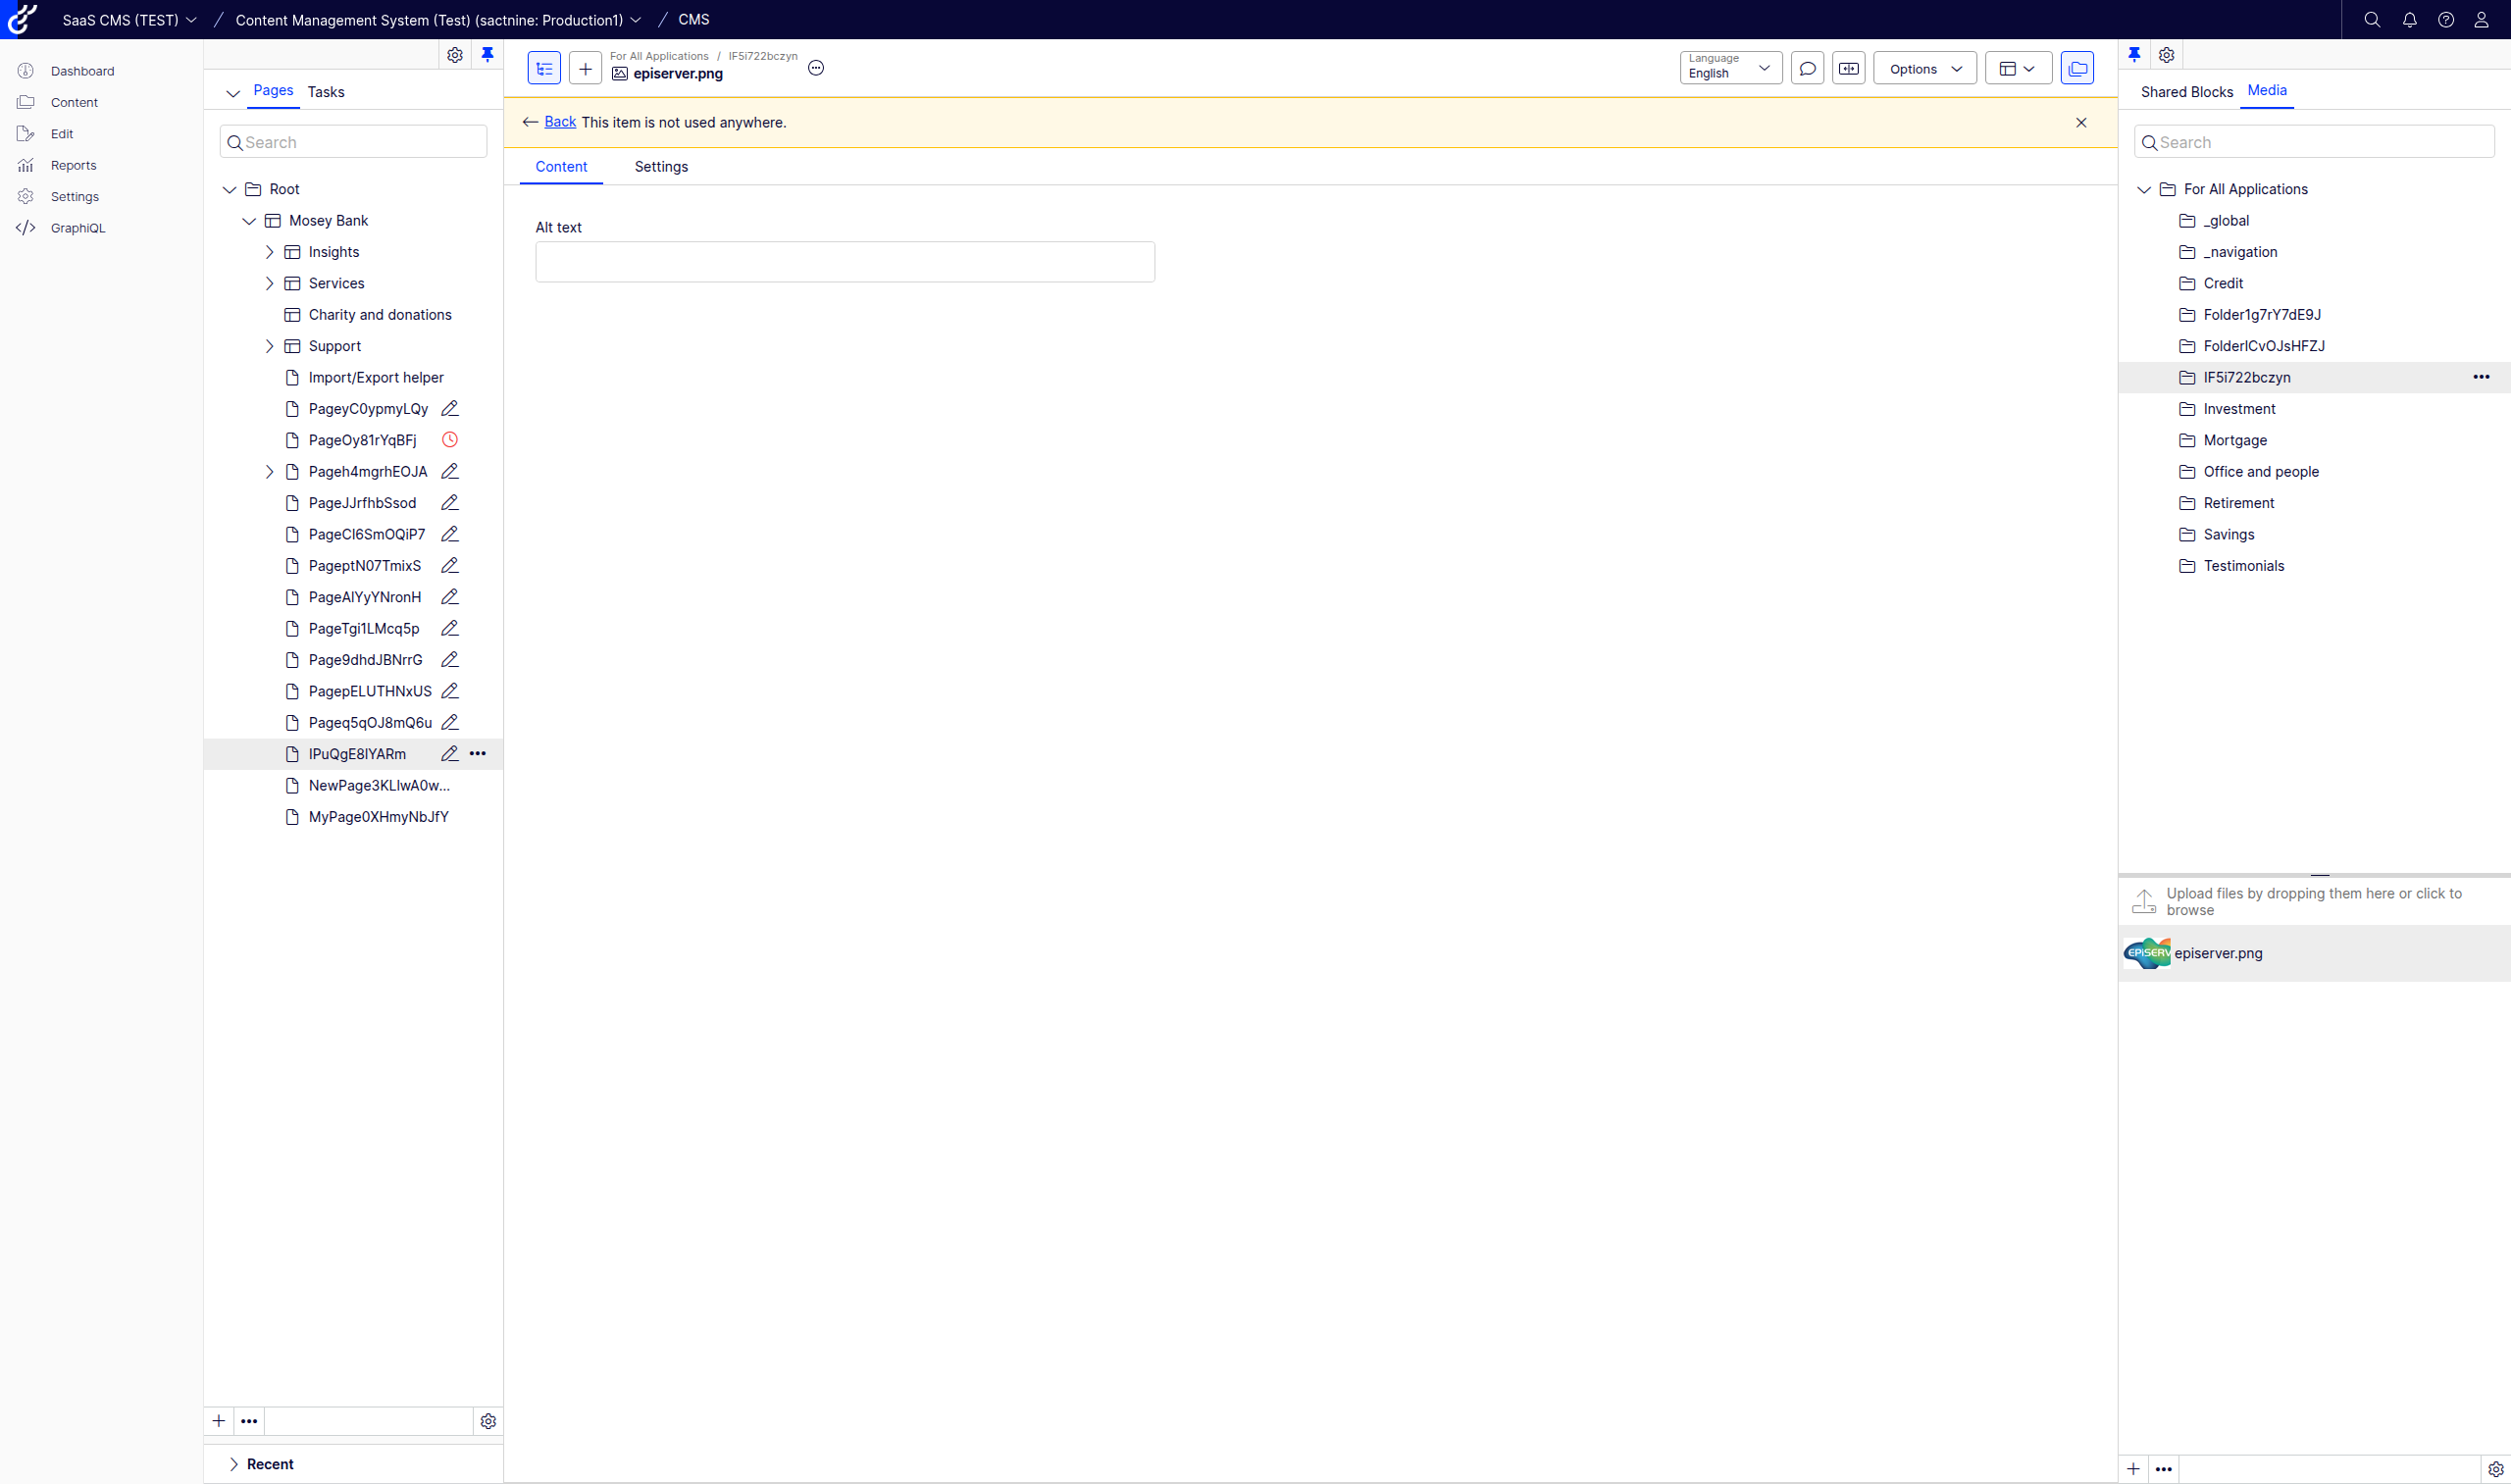 SaaS CMS (TEST) / Content Management System (Test) (sactnine: Production1) / CMS
Dashboard
Content
Edit
Reports
Settings
GraphiQL
Pages Tasks
Search
Root
Mosey Bank
Insights
Services
Charity and donations
Support
Import/Export helper
PageyC0ypmyLQy
PageOy81rYqBFj
Pageh4mgrhEOJA
PageJJrfhbSsod
PageCl6SmOQiP7
PageptN07TmixS
PageAlYyYNronH
PageTgi1LMcq5p
Page9dhdJBNrrG
PagepELUTHNxUS
Pageq5qOJ8mQ6u
IPuQgE8lYARm
NewPage3KLlwA0w...
MyPage0XHmyNbJfY
Recent
For All Applications / IF5i722bczyn
episerver.png
Language
English
Options
Back This item is not used anywhere.
Content Settings
Alt text
Shared Blocks Media
Search
For All Applications
_global
_navigation
Credit
Folder1g7rY7dE9J
FolderlCvOJsHFZJ
IF5i722bczyn
Investment
Mortgage
Office and people
Retirement
Savings
Testimonials
Upload files by dropping them here or click to
browse
EPISERV
episerver.png